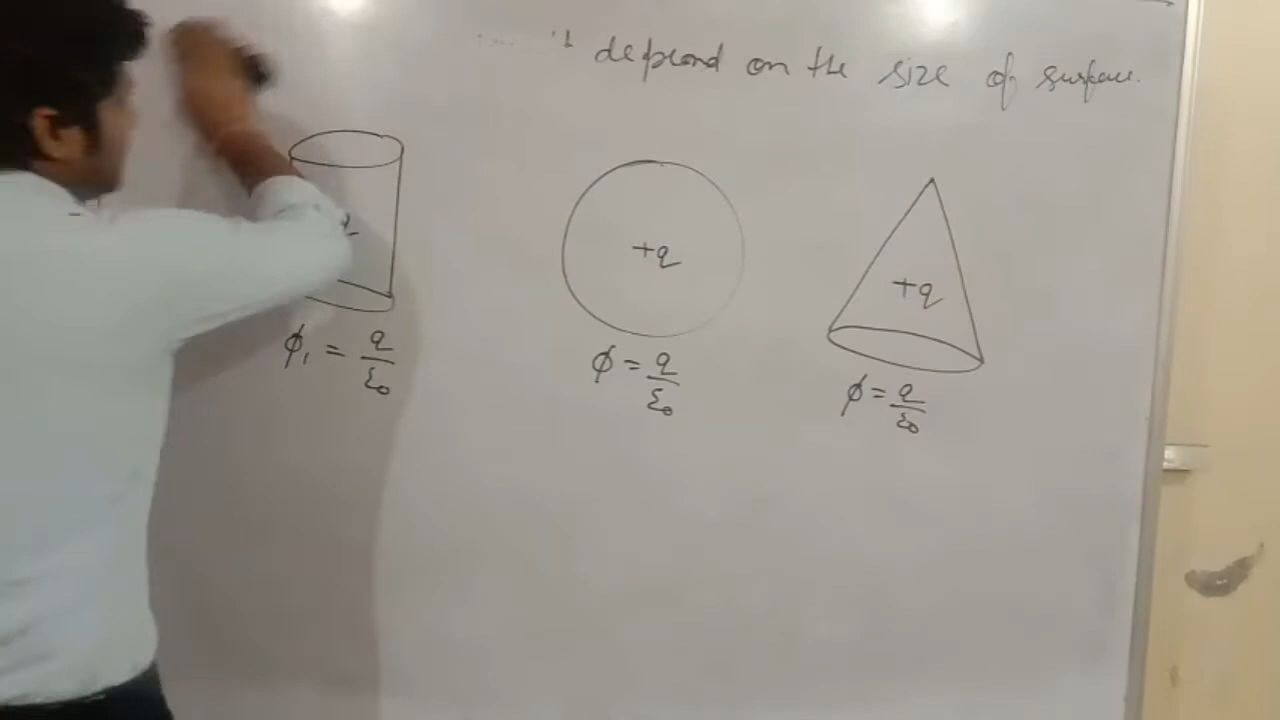 depend on the size of surface.
+q
+q
ϕ₁ = q/ε₀
ϕ = q/ε₀
ϕ = q/ε₀